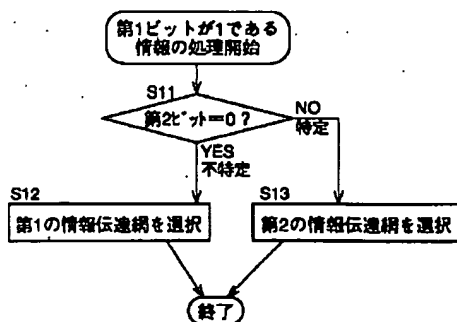 第1ビットが1である
情報の処理開始
S11
第2ビット=0?
NO
特定
YES
不特定
S12
第1の情報伝達網を選択
S13
第2の情報伝達網を選択
終了